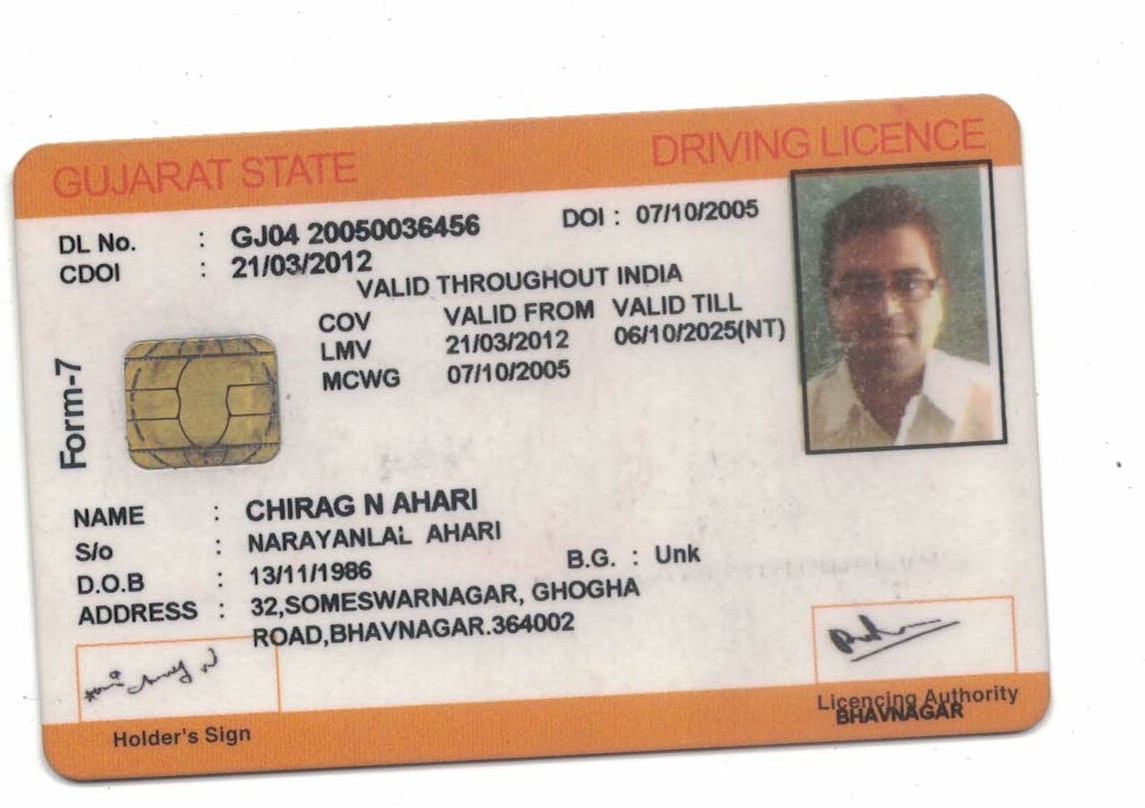 GUJARAT STATE DRIVING LICENCE
DL No. : GJ04 20050036456 DOI : 07/10/2005
CDOI : 21/03/2012
VALID THROUGHOUT INDIA
COV VALID FROM VALID TILL
LMV 21/03/2012 06/10/2025(NT)
MCWG 07/10/2005
Form-7
NAME : CHIRAG N AHARI
S/o : NARAYANLAL AHARI
D.O.B : 13/11/1986 B.G. : Unk
ADDRESS : 32,SOMESWARNAGAR, GHOGHA
ROAD,BHAVNAGAR.364002
Licencing Authority
BHAVNAGAR
Holder's Sign